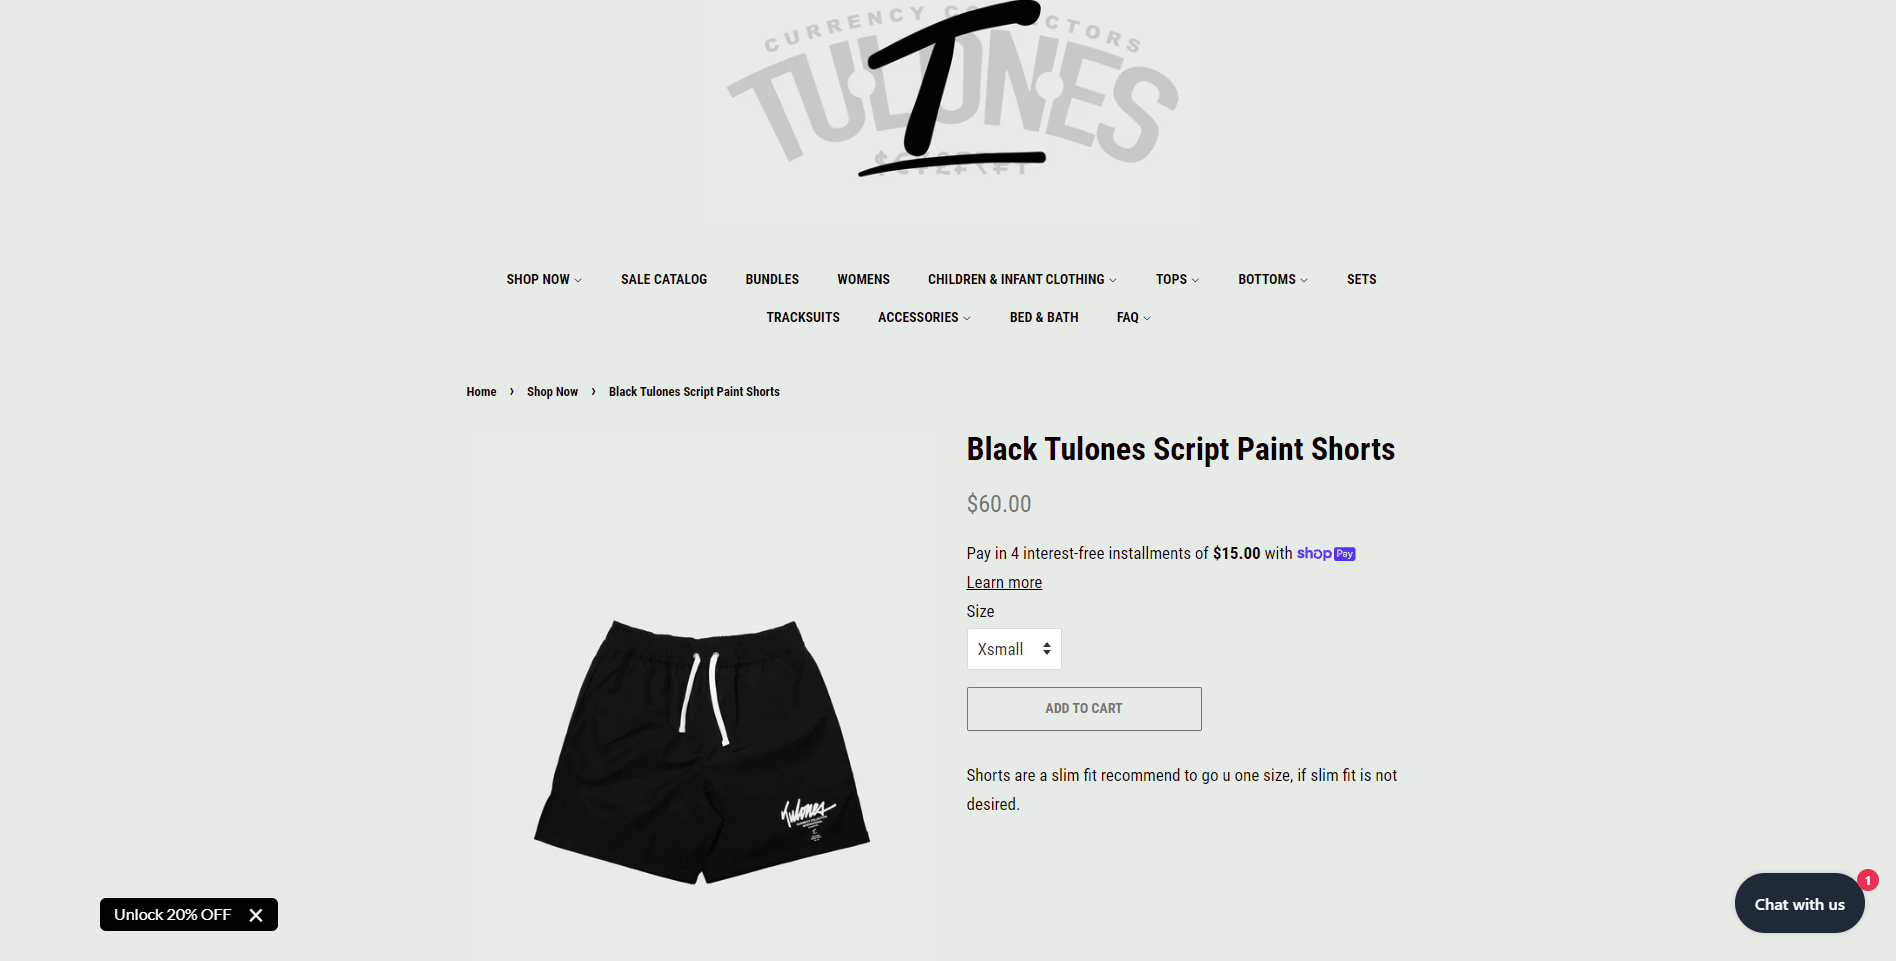 CURRENCY COLLECTORS
TULONES
T
SHOP NOW
SALE CATALOG
BUNDLES
WOMENS
CHILDREN & INFANT CLOTHING
TOPS
BOTTOMS
SETS
TRACKSUITS
ACCESSORIES
BED & BATH
FAQ
Home › Shop Now › Black Tulones Script Paint Shorts
Black Tulones Script Paint Shorts
$60.00
Pay in 4 interest-free installments of $15.00 with shop Pay
Learn more
Size
Xsmall
ADD TO CART
Shorts are a slim fit recommend to go u one size, if slim fit is not
desired.
Tulones
Unlock 20% OFF
1
Chat with us